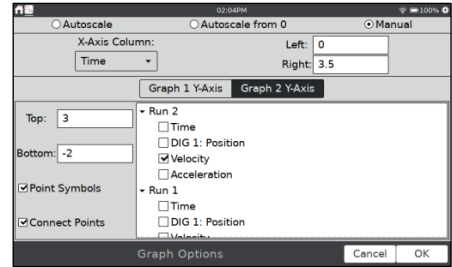 02:04PM 100%
Autoscale Autoscale from 0 Manual
X-Axis Column: Left: 0
Time Right: 3.5
Graph 1 Y-Axis Graph 2 Y-Axis
Top: 3
Bottom: -2
Point Symbols
Connect Points
Run 2
Time
DIG 1: Position
Velocity
Acceleration
Run 1
Time
DIG 1: Position
Velocity
Graph Options Cancel OK